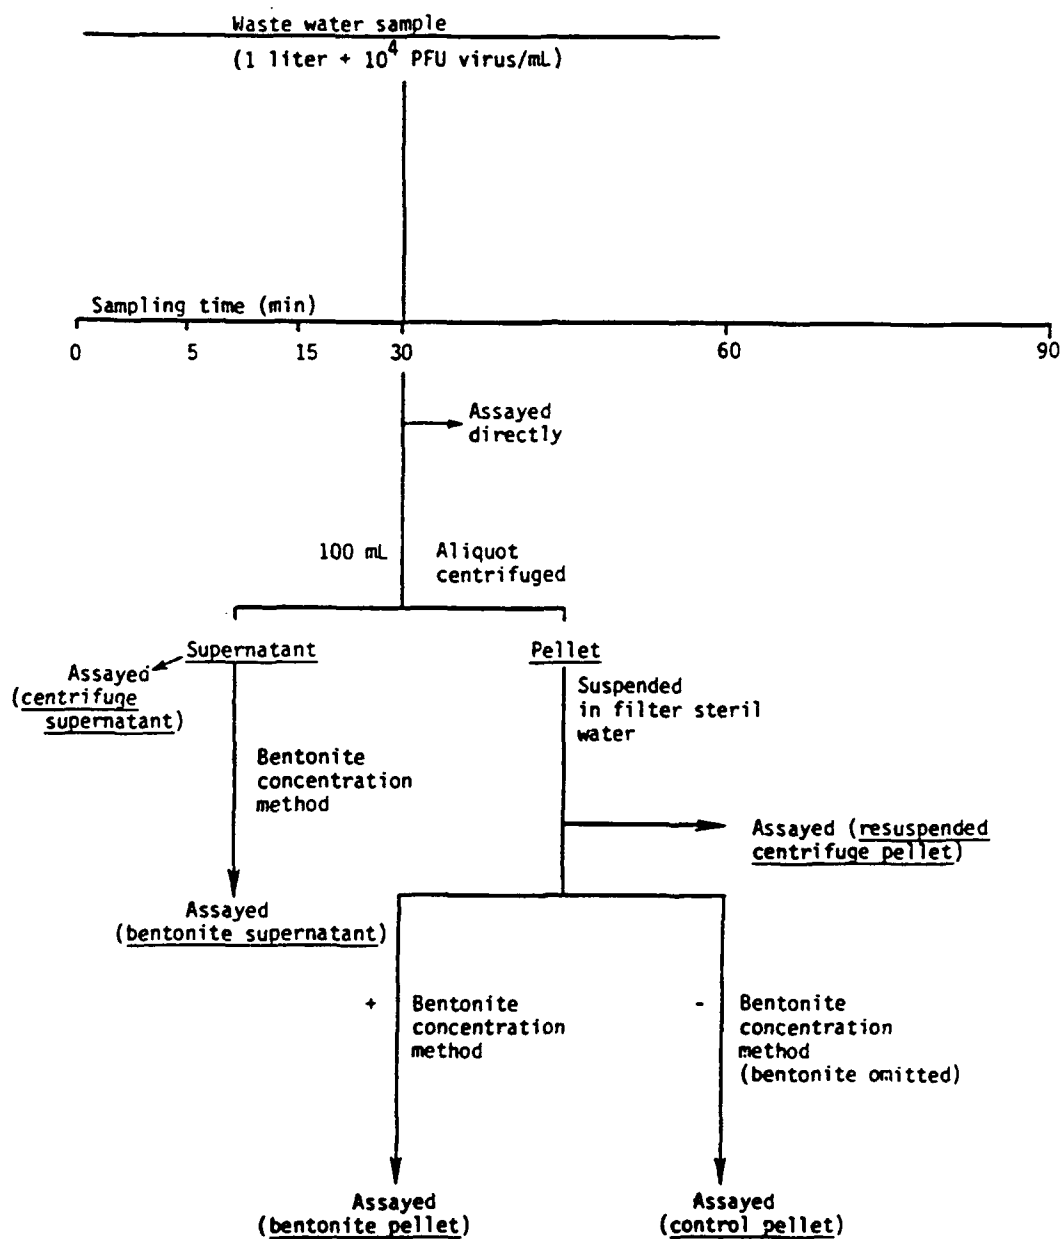 Waste water sample
(1 liter + 10^4 PFU virus/mL)
Sampling time (min)
0 5 15 30 60 90
Assayed
directly
100 mL
Aliquot
centrifuged
Supernatant
Assayed
(centrifuge
supernatant)
Bentonite
concentration
method
Assayed
(bentonite supernatant)
Pellet
Suspended
in filter steril
water
Assayed (resuspended
centrifuge pellet)
+ Bentonite
concentration
method
- Bentonite
concentration
method
(bentonite omitted)
Assayed
(bentonite pellet)
Assayed
(control pellet)